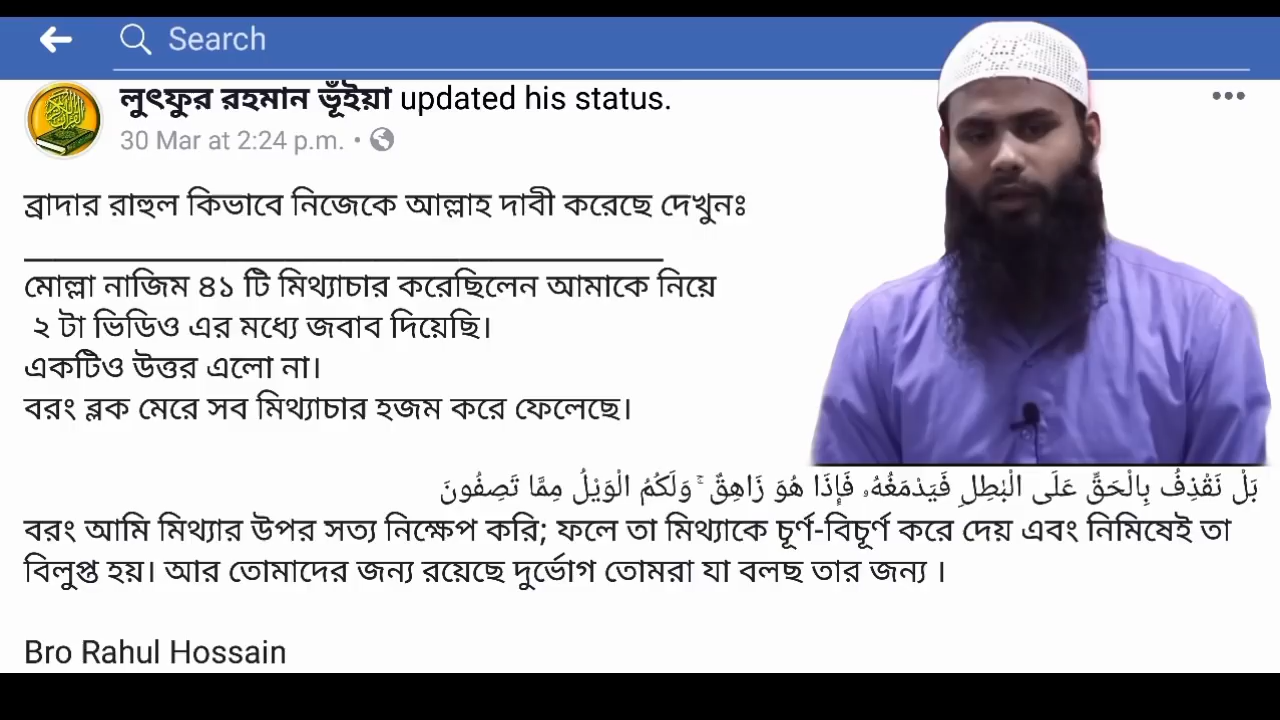 Search
লুৎফুর রহমান ভূঁইয়া updated his status.
30 Mar at 2:24 p.m.
ব্রাদার রাহুল কিভাবে নিজেকে আল্লাহ দাবী করেছে দেখুনঃ
মোল্লা নাজিম ৪১ টি মিথ্যাচার করেছিলেন আমাকে নিয়ে
২ টা ভিডিও এর মধ্যে জবাব দিয়েছি।
একটিও উত্তর এলো না।
বরং ব্লক মেরে সব মিথ্যাচার হজম করে ফেলেছে।
بَلْ نَقْذِفُ بِالْحَقِّ عَلَى الْبٰطِلِ فَيَدْمَغُهُۥ فَإِذَا هُوَ زَاهِقٌ ۚ وَلَكُمُ الْوَيْلُ مِمَّا تَصِفُونَ
বরং আমি মিথ্যার উপর সত্য নিক্ষেপ করি; ফলে তা মিথ্যাকে চূর্ণ-বিচূর্ণ করে দেয় এবং নিমিষেই তা
বিলুপ্ত হয়। আর তোমাদের জন্য রয়েছে দুর্ভোগ তোমরা যা বলছ তার জন্য ।
Bro Rahul Hossain